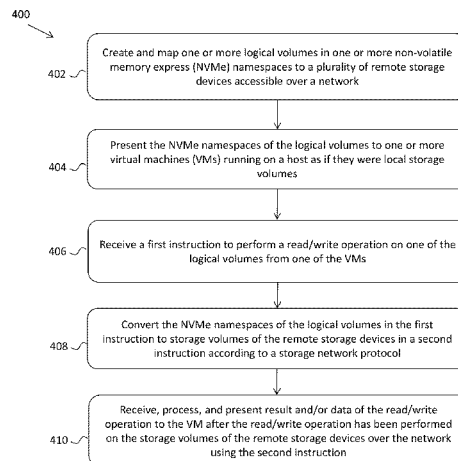 400
Create and map one or more logical volumes in one or more non-volatile
memory express (NVMe) namespaces to a plurality of remote storage
devices accessible over a network
402
Present the NVMe namespaces of the logical volumes to one or more
virtual machines (VMs) running on a host as if they were local storage
volumes
404
Receive a first instruction to perform a read/write operation on one of the
logical volumes from one of the VMs
406
Convert the NVMe namespaces of the logical volumes in the first
instruction to storage volumes of the remote storage devices in a second
instruction according to a storage network protocol
408
Receive, process, and present result and/or data of the read/write
operation to the VM after the read/write operation has been performed
on the storage volumes of the remote storage devices over the network
using the second instruction
410